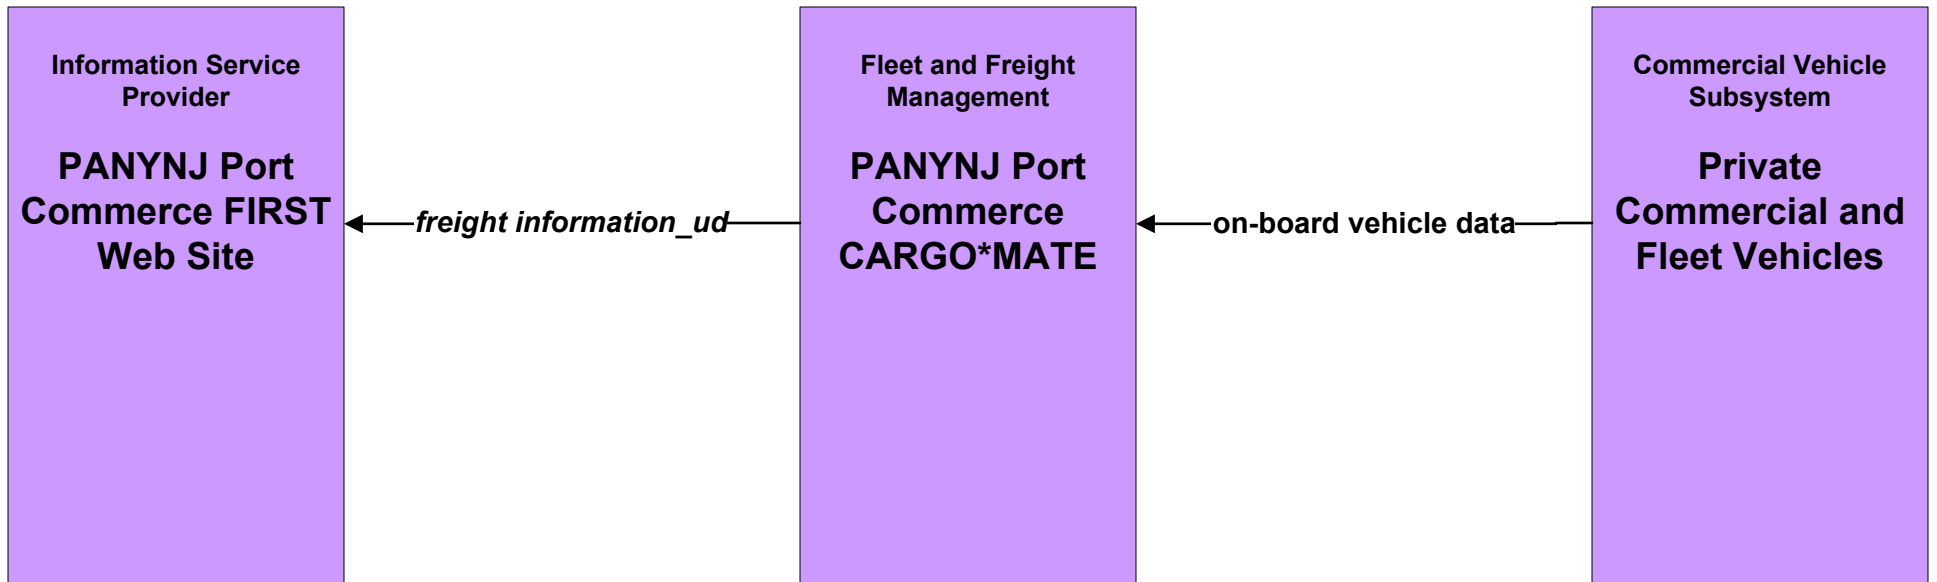 Information Service
Provider
PANYNJ Port
Commerce FIRST
Web Site
freight information_ud
Fleet and Freight
Management
PANYNJ Port
Commerce
CARGO*MATE
on-board vehicle data
Commercial Vehicle
Subsystem
Private
Commercial and
Fleet Vehicles